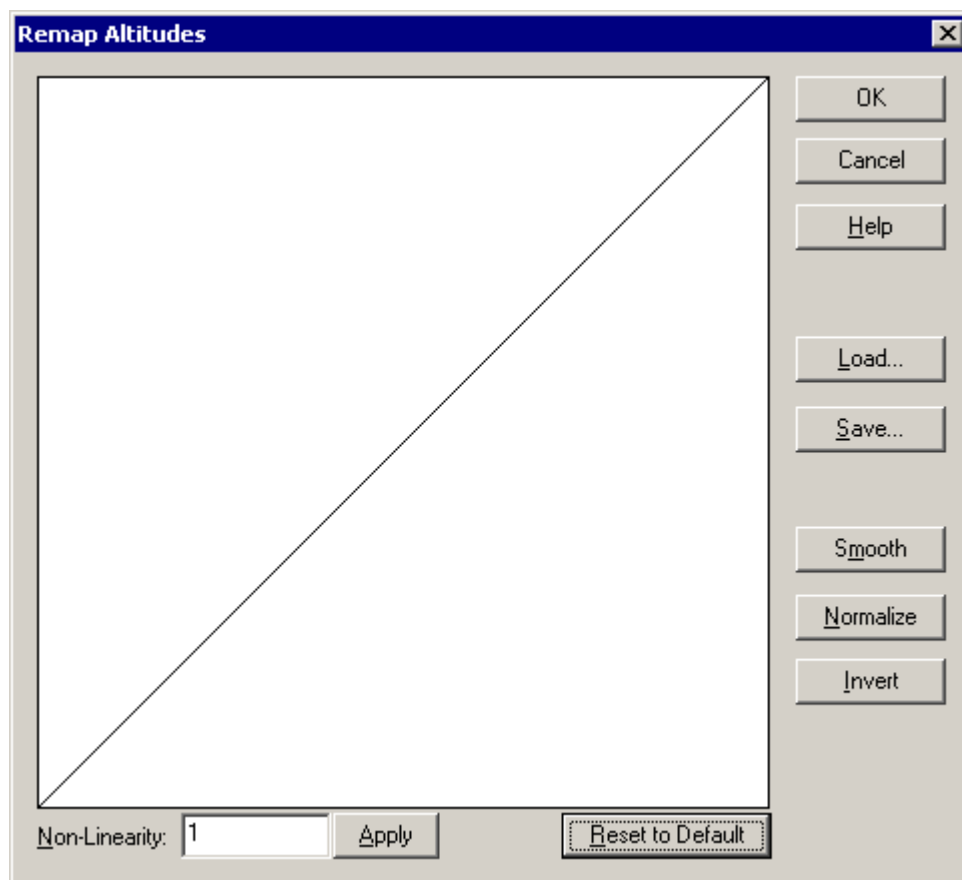 Remap Altitudes
OK
Cancel
Help
Load...
Save...
Smooth
Normalize
Invert
Non-Linearity: 1 Apply Reset to Default